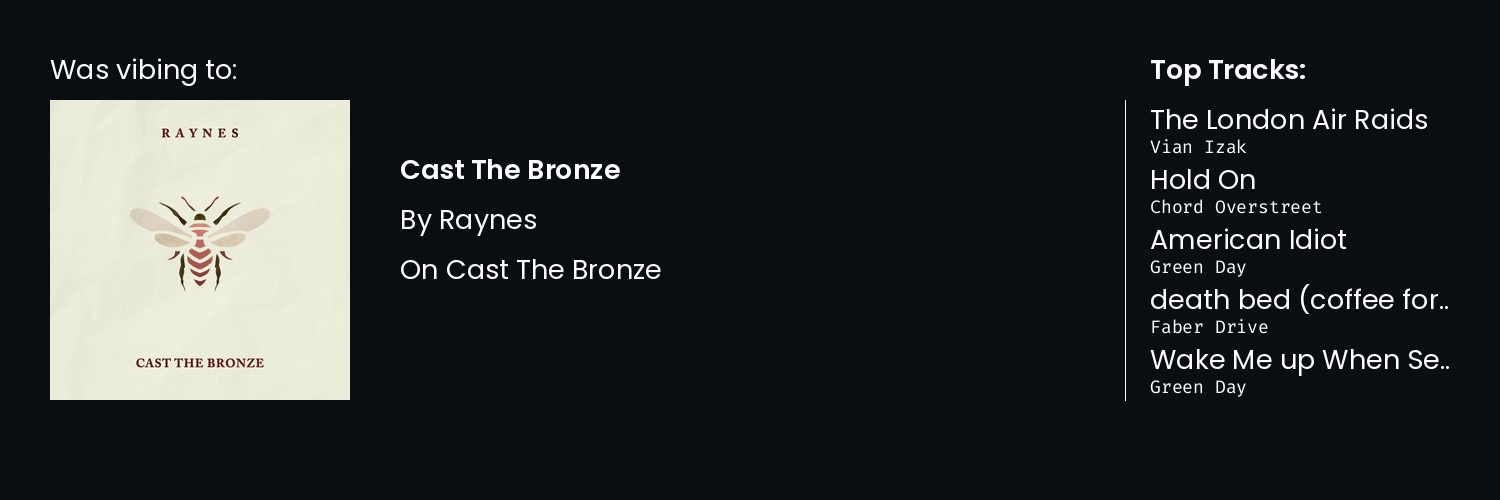 Was vibing to:
RAYNES
CAST THE BRONZE
Cast The Bronze
By Raynes
On Cast The Bronze
Top Tracks:
The London Air Raids
Vian Izak
Hold On
Chord Overstreet
American Idiot
Green Day
death bed (coffee for..
Faber Drive
Wake Me up When Se..
Green Day